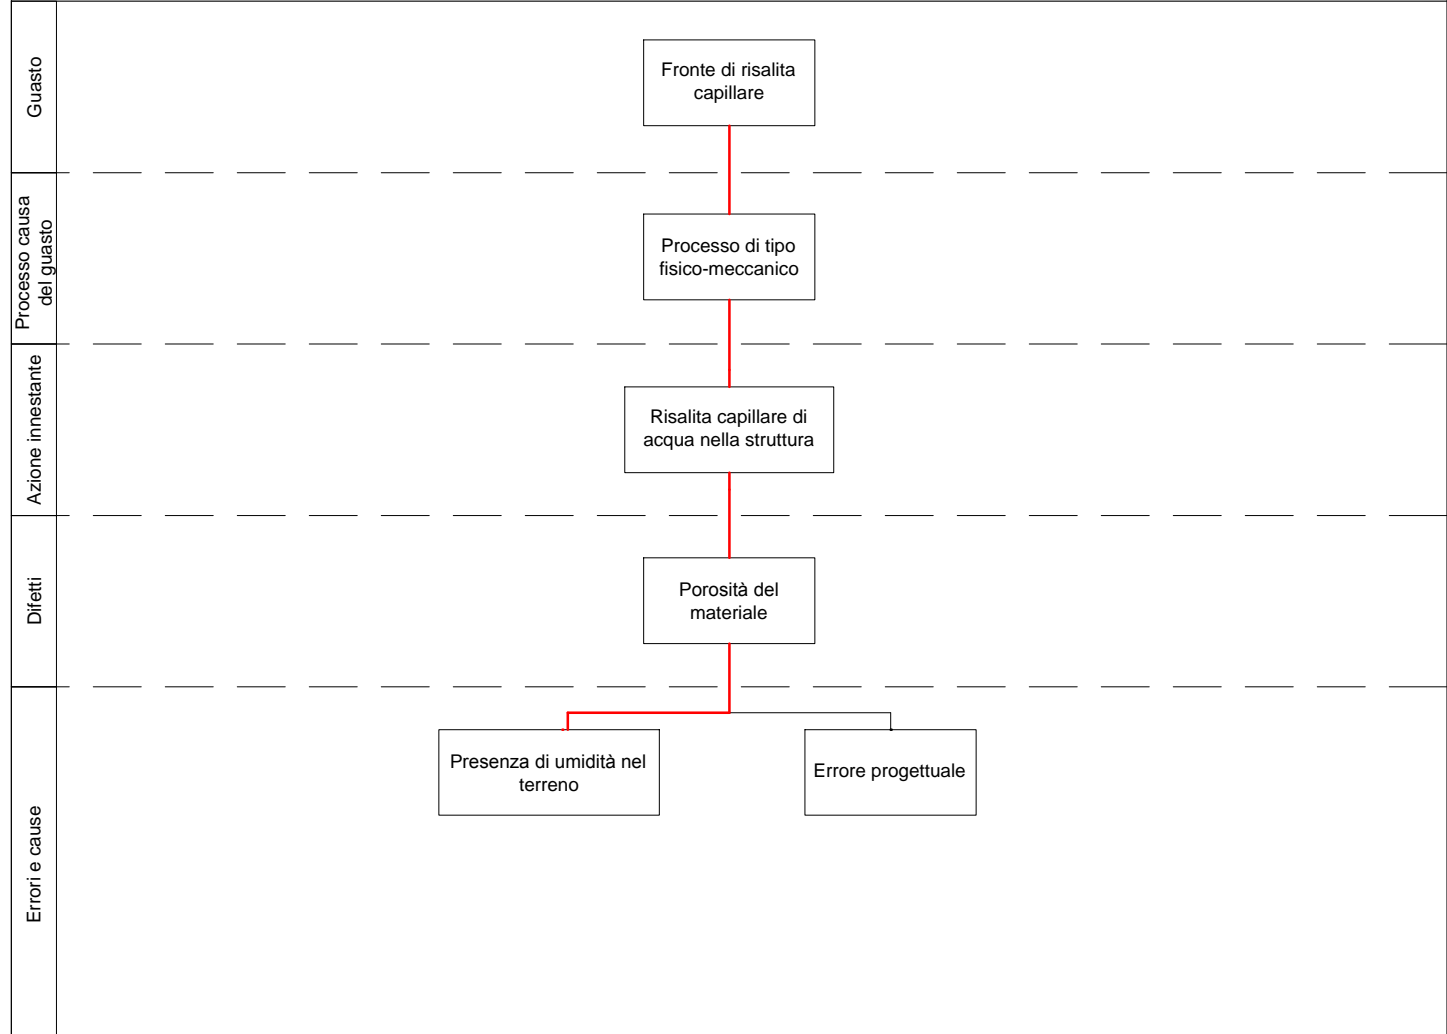 Guasto
Fronte di risalita
capillare
Processo causa
del guasto
Processo di tipo
fisico-meccanico
Azione innestante
Risalita capillare di
acqua nella struttura
Difetti
Porosità del
materiale
Errori e cause
Presenza di umidità nel
terreno
Errore progettuale